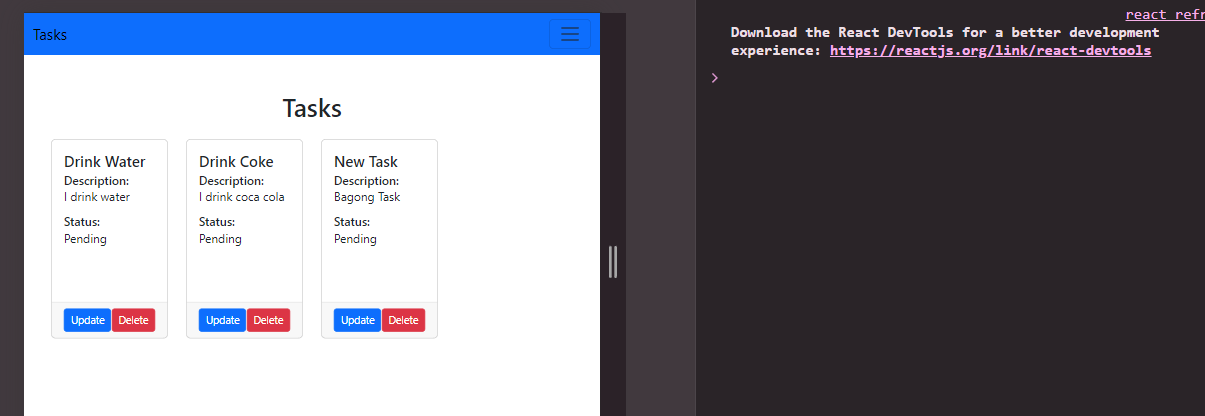 Tasks
Tasks
Drink Water
Description:
I drink water
Status:
Pending
Update Delete
Drink Coke
Description:
I drink coca cola
Status:
Pending
Update Delete
New Task
Description:
Bagong Task
Status:
Pending
Update Delete
react refr
Download the React DevTools for a better development
experience: https://reactjs.org/link/react-devtools
>